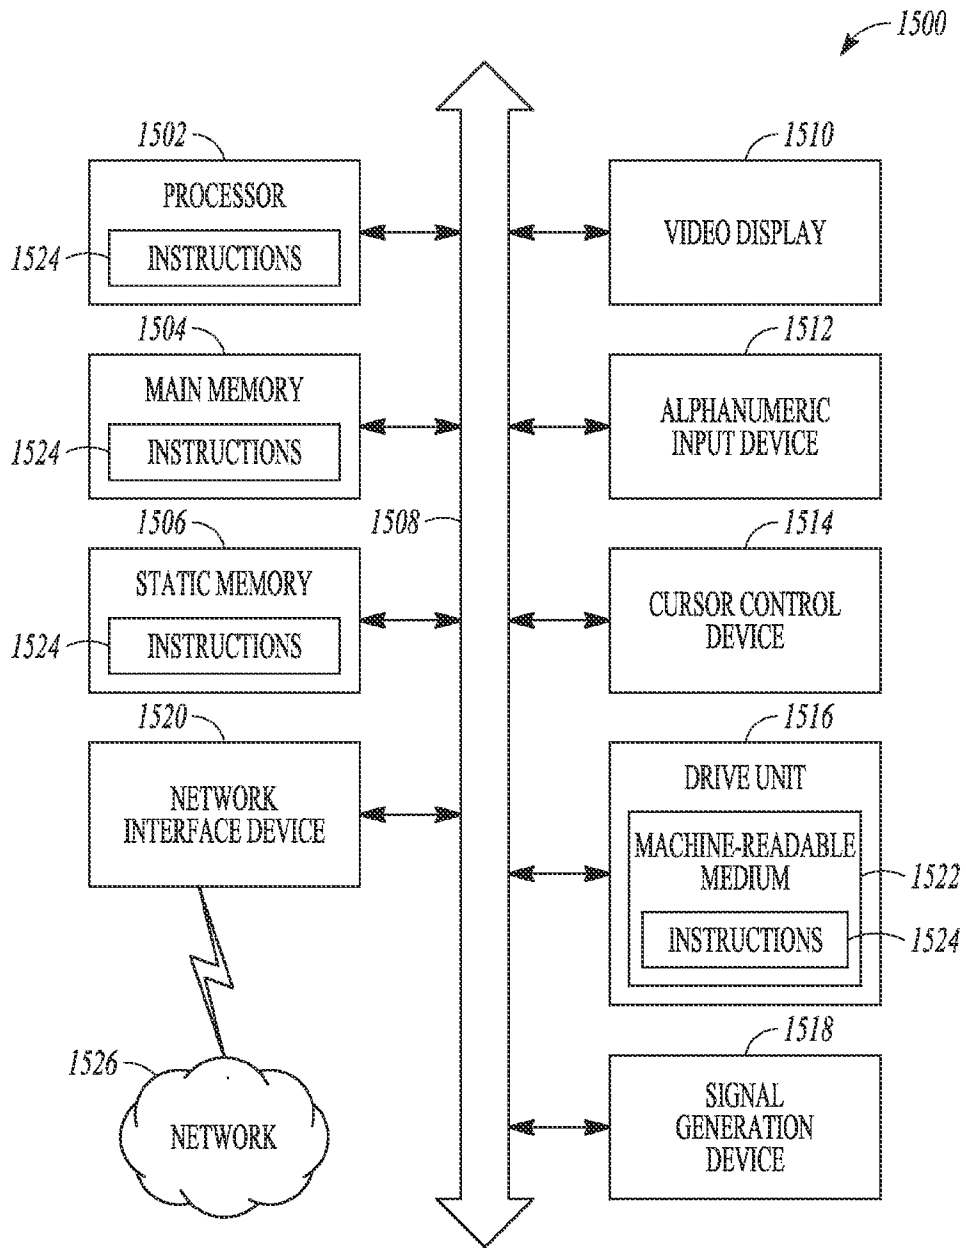 1500
1502
PROCESSOR
1524
INSTRUCTIONS
1504
MAIN MEMORY
1524
INSTRUCTIONS
1506
STATIC MEMORY
1524
INSTRUCTIONS
1520
NETWORK
INTERFACE DEVICE
1526
NETWORK
1508
1510
VIDEO DISPLAY
1512
ALPHANUMERIC
INPUT DEVICE
1514
CURSOR CONTROL
DEVICE
1516
DRIVE UNIT
MACHINE-READABLE
MEDIUM
1522
INSTRUCTIONS
1524
1518
SIGNAL
GENERATION
DEVICE